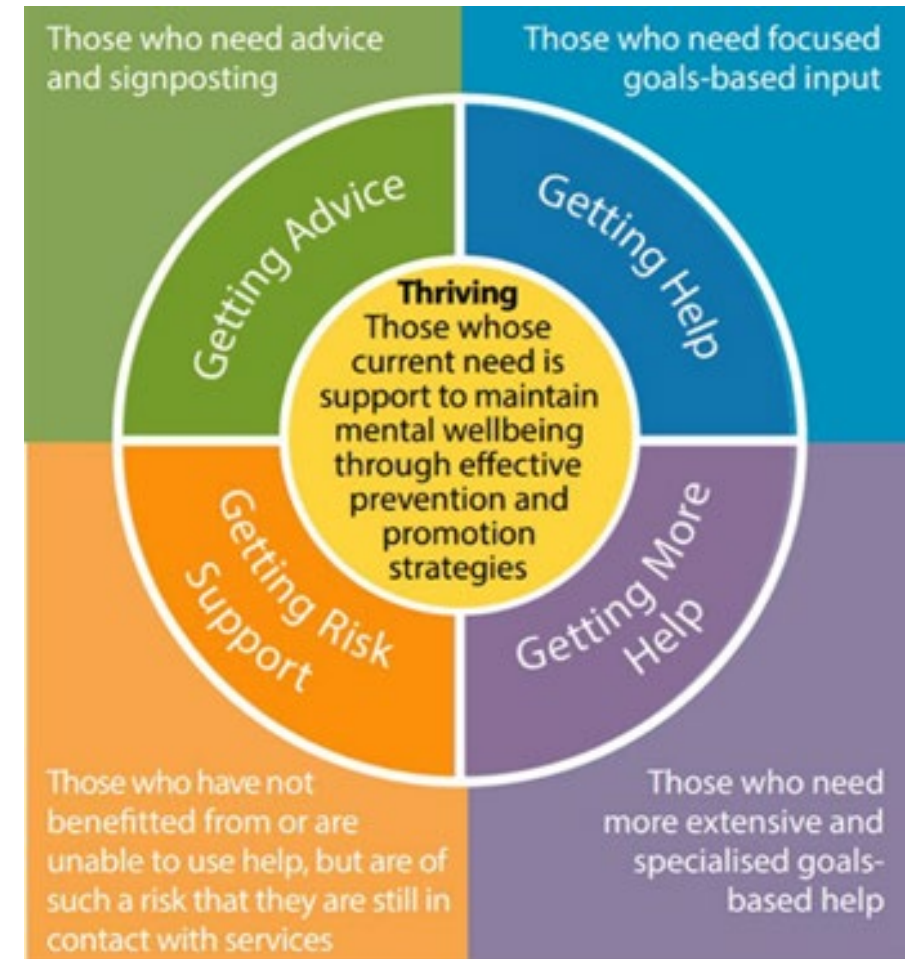 Those who need advice
and signposting
Those who need focused
goals-based input
Getting Advice
Getting Help
Thriving
Those whose
current need is
support to maintain
mental wellbeing
through effective
prevention and
promotion
strategies
Getting Risk
Support
Getting More
Help
Those who have not
benefitted from or are
unable to use help, but are of
such a risk that they are still in
contact with services
Those who need
more extensive and
specialised goals-
based help